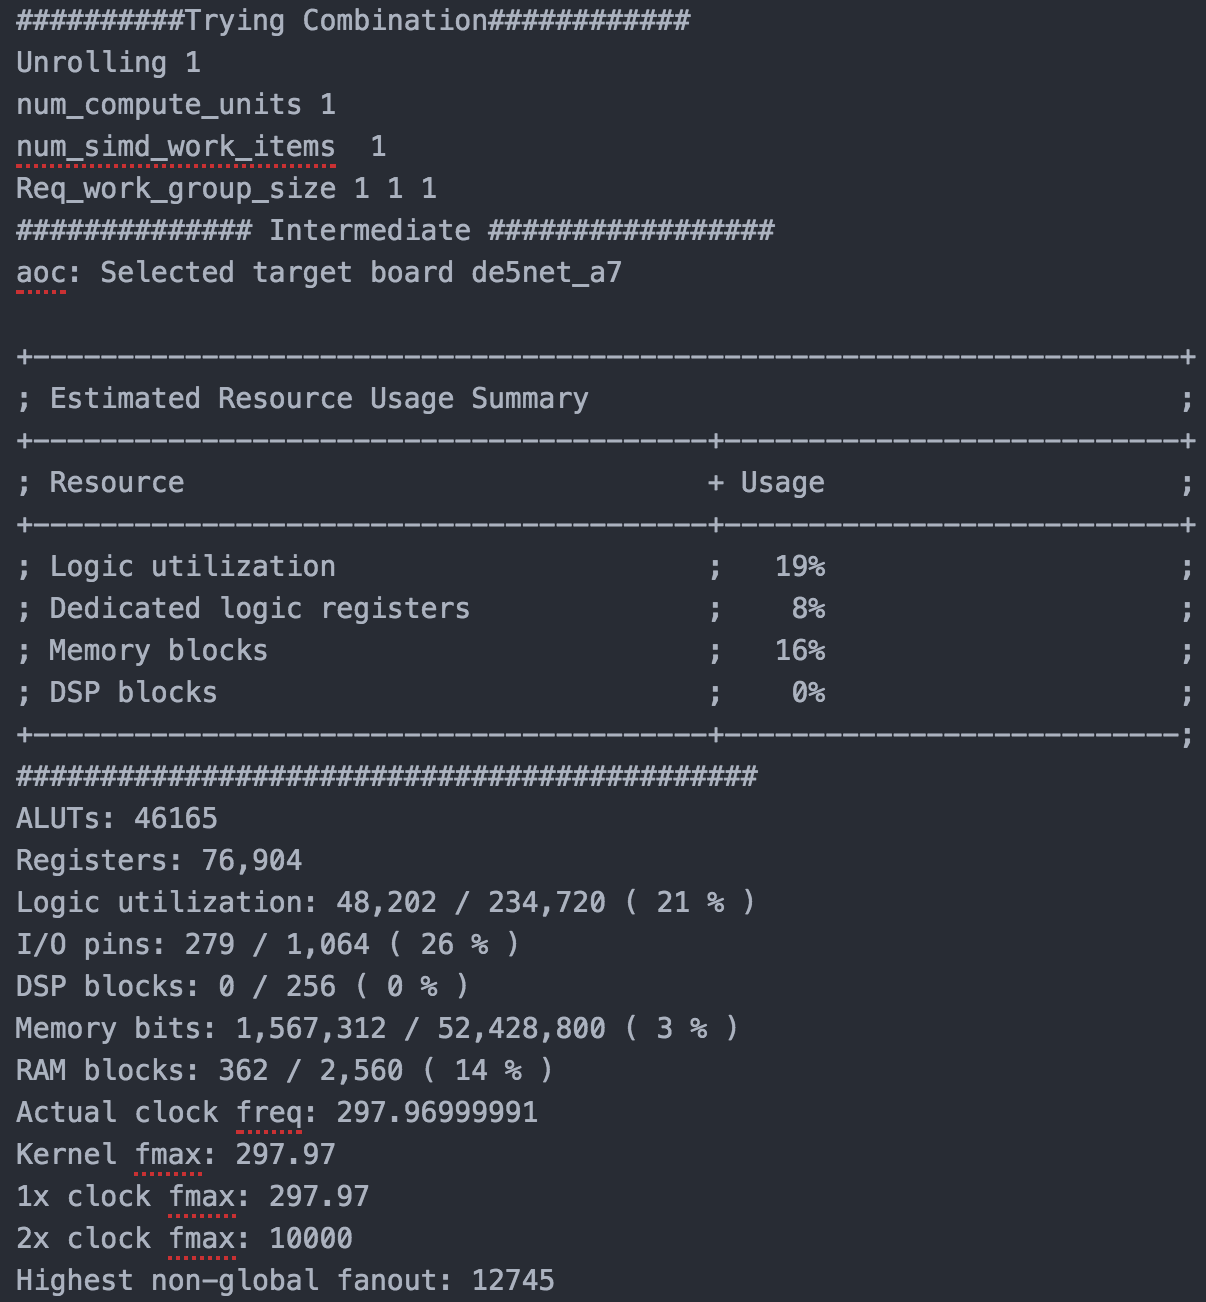 ##########Trying Combination############
Unrolling 1
num_compute_units 1
num_simd_work_items  1
Req_work_group_size 1 1 1
############## Intermediate #################
aoc: Selected target board de5net_a7

+--------------------------------------------------------------------+
; Estimated Resource Usage Summary                                   ;
+----------------------------------------+---------------------------+
; Resource                               + Usage                     ;
+----------------------------------------+---------------------------+
; Logic utilization                      ;   19%                     ;
; Dedicated logic registers              ;    8%                     ;
; Memory blocks                          ;   16%                     ;
; DSP blocks                             ;    0%                     ;
+----------------------------------------+---------------------------;
############################################
ALUTs: 46165
Registers: 76,904
Logic utilization: 48,202 / 234,720 ( 21 % )
I/O pins: 279 / 1,064 ( 26 % )
DSP blocks: 0 / 256 ( 0 % )
Memory bits: 1,567,312 / 52,428,800 ( 3 % )
RAM blocks: 362 / 2,560 ( 14 % )
Actual clock freq: 297.96999991
Kernel fmax: 297.97
1x clock fmax: 297.97
2x clock fmax: 10000
Highest non-global fanout: 12745